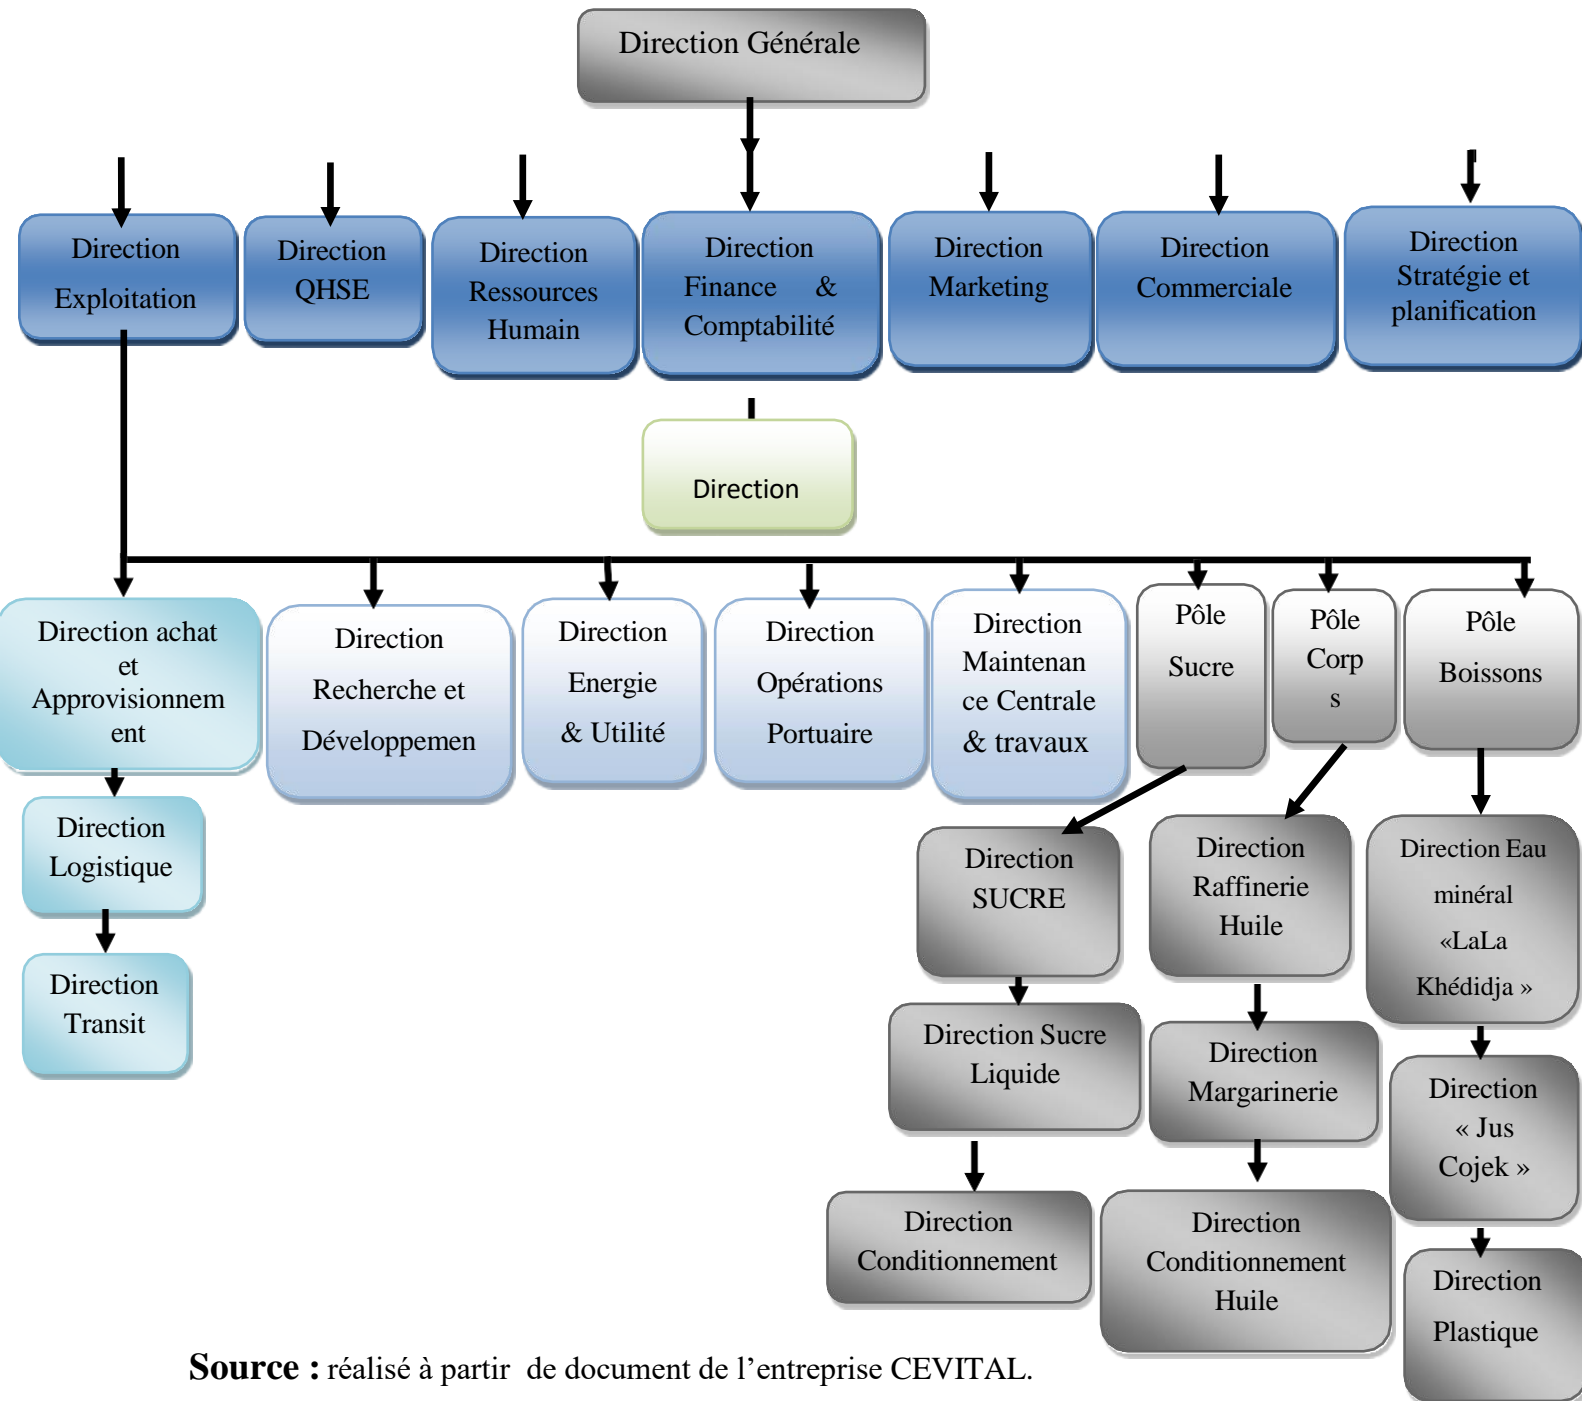 Direction Générale
Direction
Exploitation
Direction
QHSE
Direction
Ressources
Humain
Direction
Finance &
Comptabilité
Direction
Marketing
Direction
Commerciale
Direction
Stratégie et
planification
Direction
Direction achat
et
Approvisionnem
ent
Direction
Recherche et
Développemen
Direction
Energie
& Utilité
Direction
Opérations
Portuaire
Direction
Maintenan
ce Centrale
& travaux
Pôle
Sucre
Pôle
Corp
s
Pôle
Boissons
Direction
Logistique
Direction
Transit
Direction
SUCRE
Direction Sucre
Liquide
Direction
Conditionnement
Direction
Raffinerie
Huile
Direction
Margarinerie
Direction
Conditionnement
Huile
Direction Eau
minéral
«LaLa
Khédidja »
Direction
« Jus
Cojek »
Direction
Plastique
Source : réalisé à partir de document de l’entreprise CEVITAL.